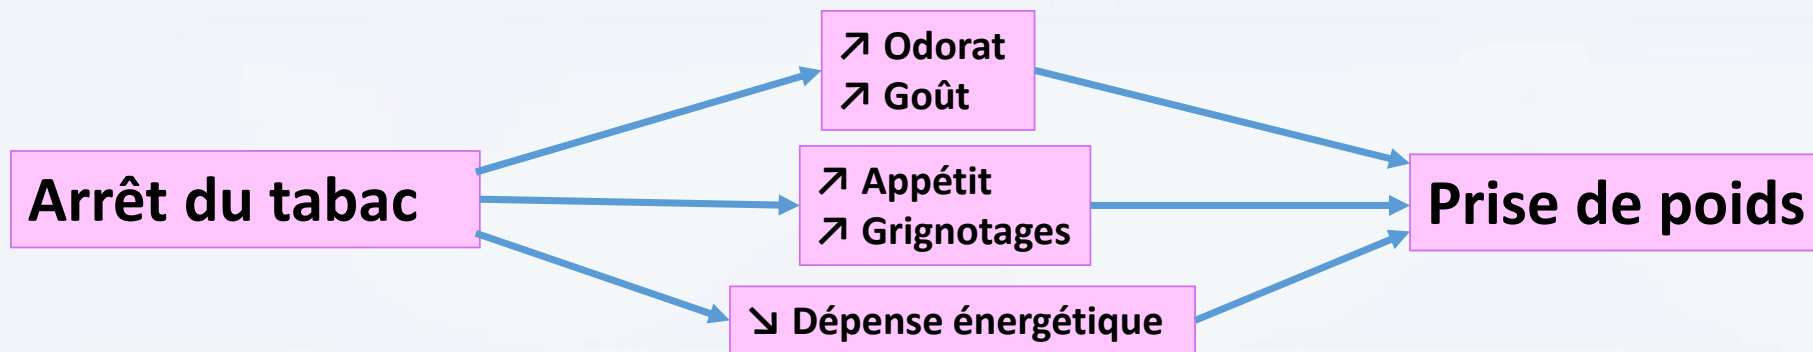 Arrêt du tabac
↗ Odorat
↗ Goût
↗ Appétit
↗ Grignotages
↘ Dépense énergétique
Prise de poids